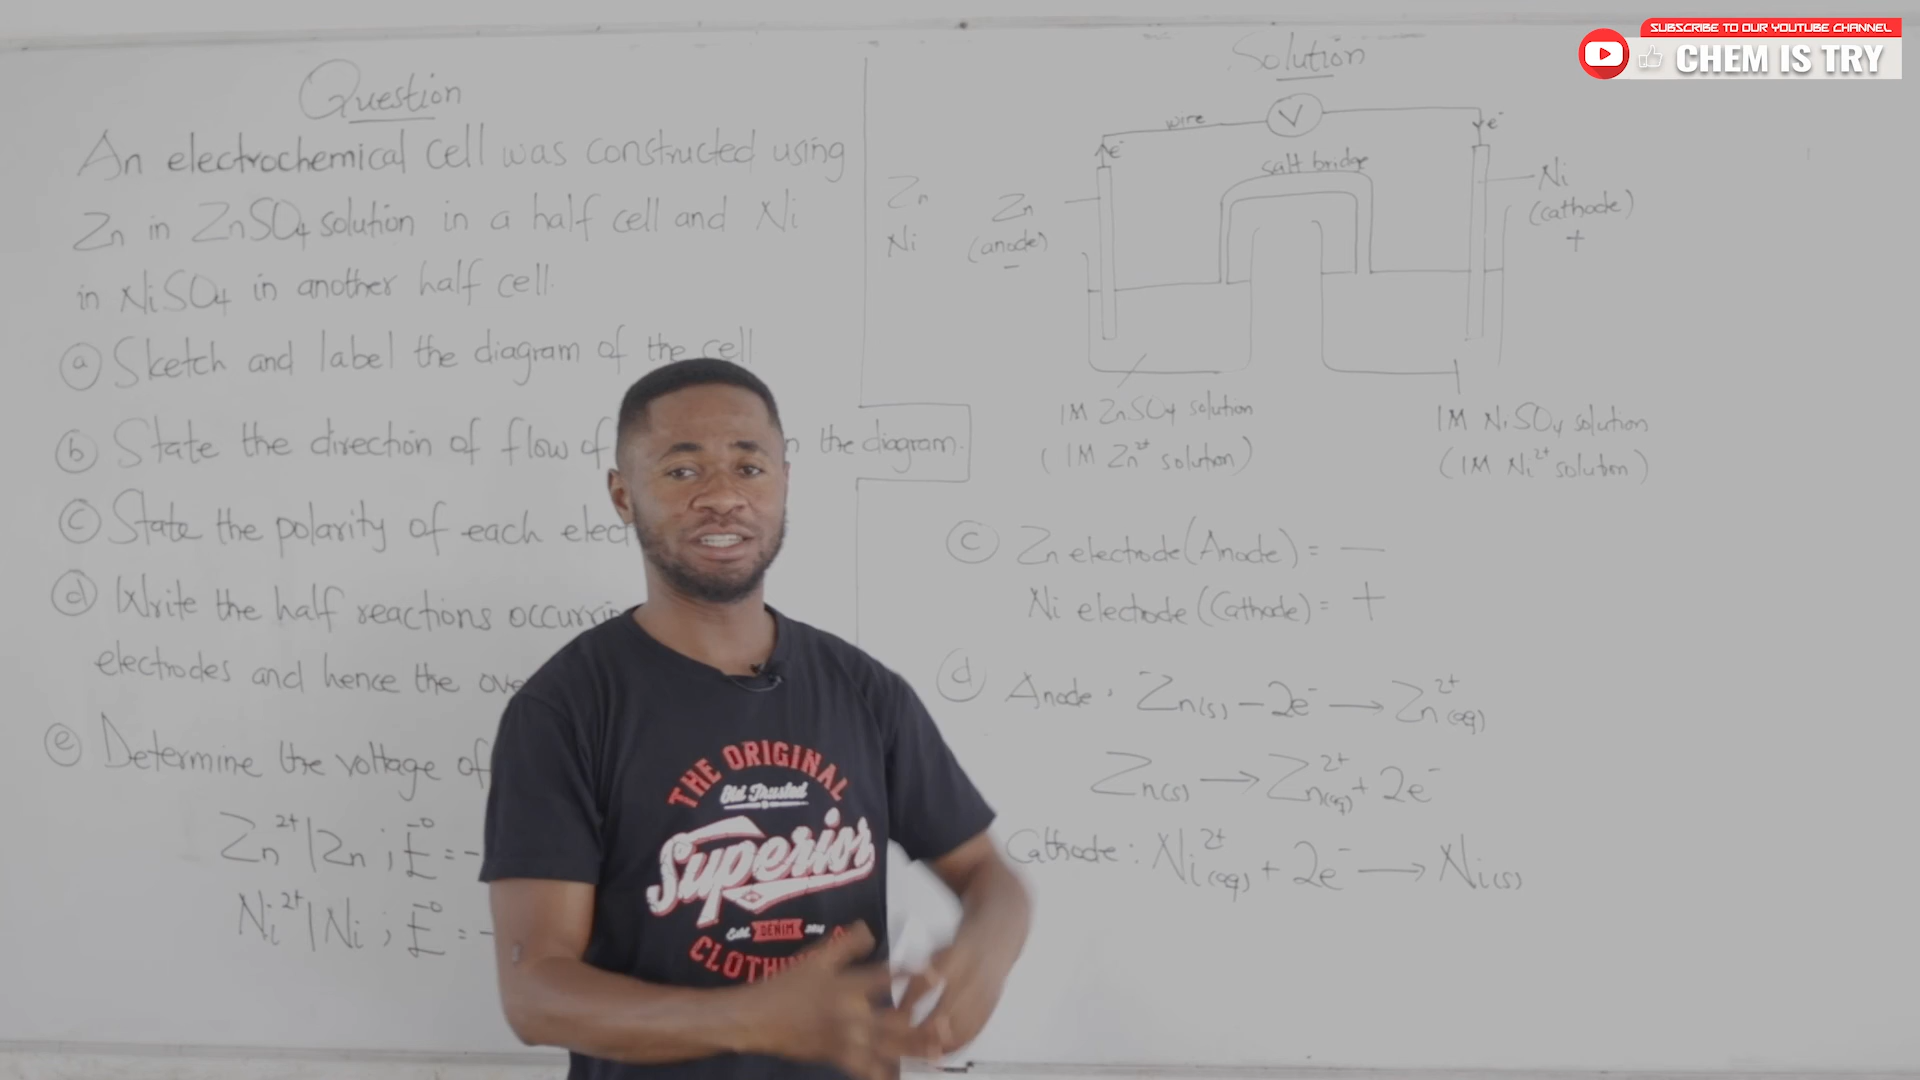 SUBSCRIBE TO OUR YOUTUBE CHANNEL
CHEM IS TRY
Question
An electrochemical cell was constructed using
Zn in ZnSO4 solution in a half cell and Ni
in NiSO4 in another half cell.
(a) Sketch and label the diagram of the cell
(b) State the direction of flow of
the diagram.
(c) State the polarity of each
(d) Write the half reactions
electrodes and hence the
(e) Determine the voltage of
Zn²⁺|Zn ; E⁰ = -
Ni²⁺|Ni ; E⁰ = -
Zn
Ni
Solution
wire
V
e⁻
e⁻
salt bridge
Zn
(anode)
-
Ni
(cathode)
+
1M ZnSO4 solution
(1M Zn²⁺ solution)
1M NiSO4 solution
(1M Ni²⁺ solution)
(c) Zn electrode (Anode) = —
Ni electrode (Cathode) = +
(d) Anode: Zn(s) - 2e⁻ → Zn²⁺(aq)
Zn(s) → Zn²⁺(aq) + 2e⁻
Cathode: Ni²⁺(aq) + 2e⁻ → Ni(s)
THE ORIGINAL
Old Trusted
Superior
DENIM